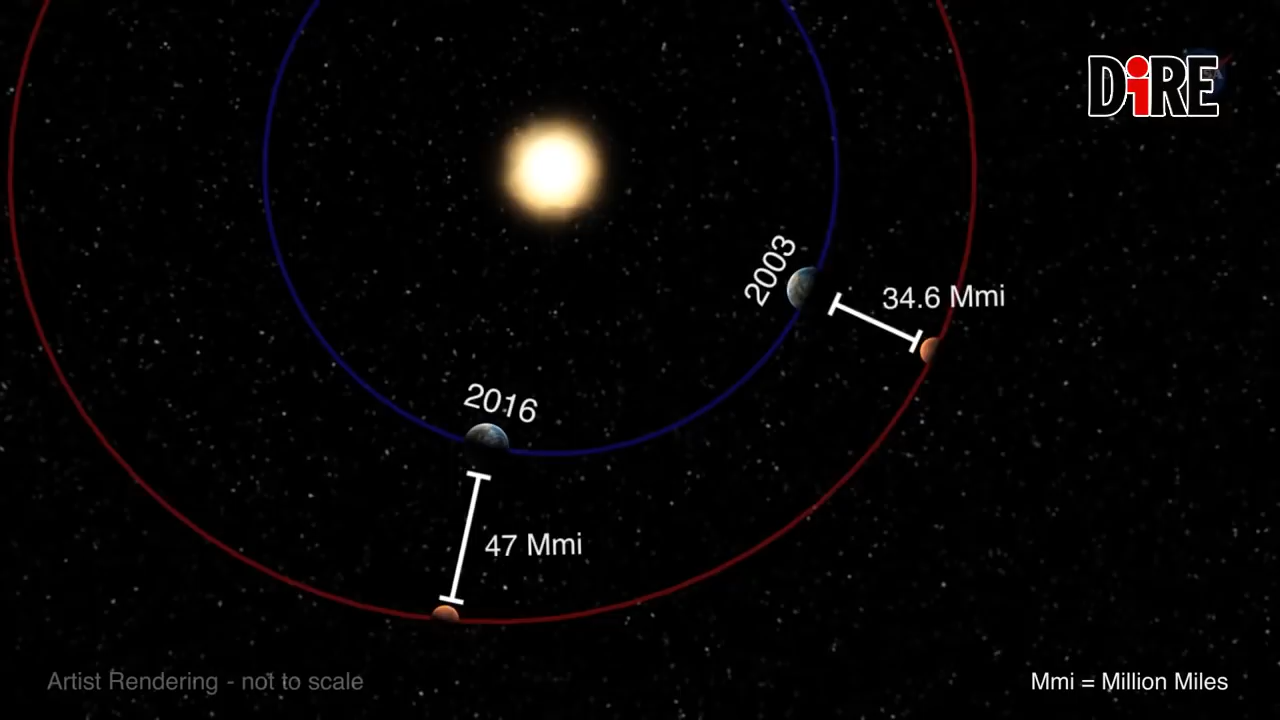 DiRE
2003
34.6 Mmi
2016
47 Mmi
Artist Rendering - not to scale
Mmi = Million Miles